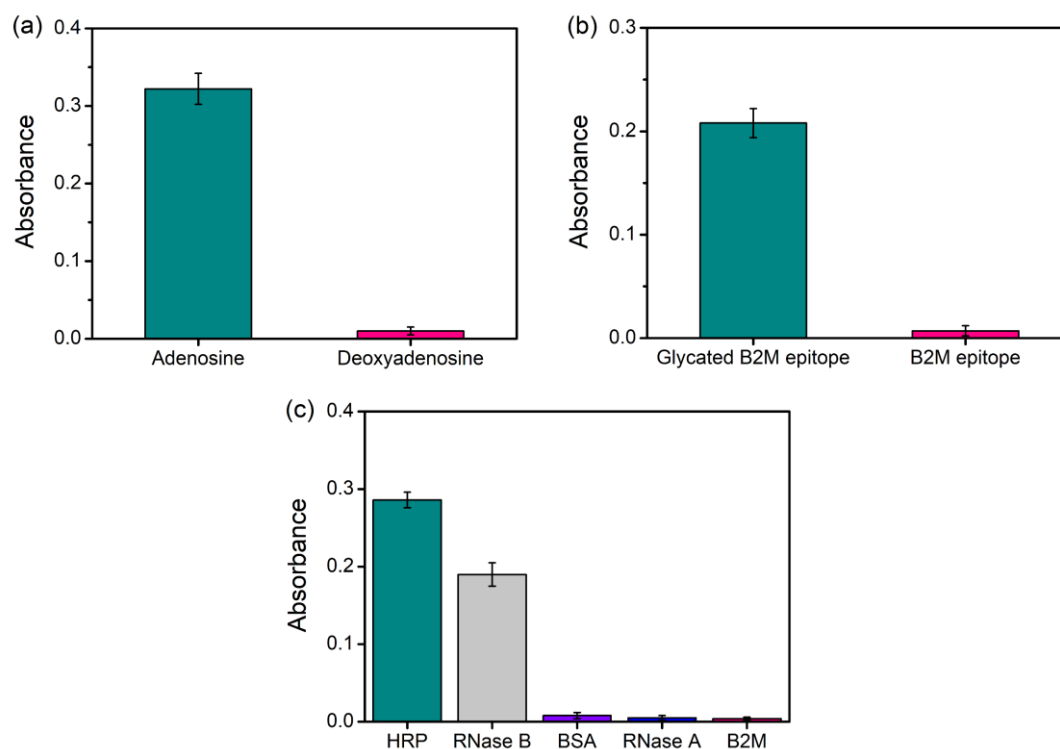 (a)
0.4
0.3
0.2
0.1
0.0
Absorbance
Adenosine
Deoxyadenosine
(b)
0.3
0.2
0.1
0.0
Absorbance
Glycated B2M epitope
B2M epitope
(c)
0.4
0.3
0.2
0.1
0.0
Absorbance
HRP
RNase B
BSA
RNase A
B2M